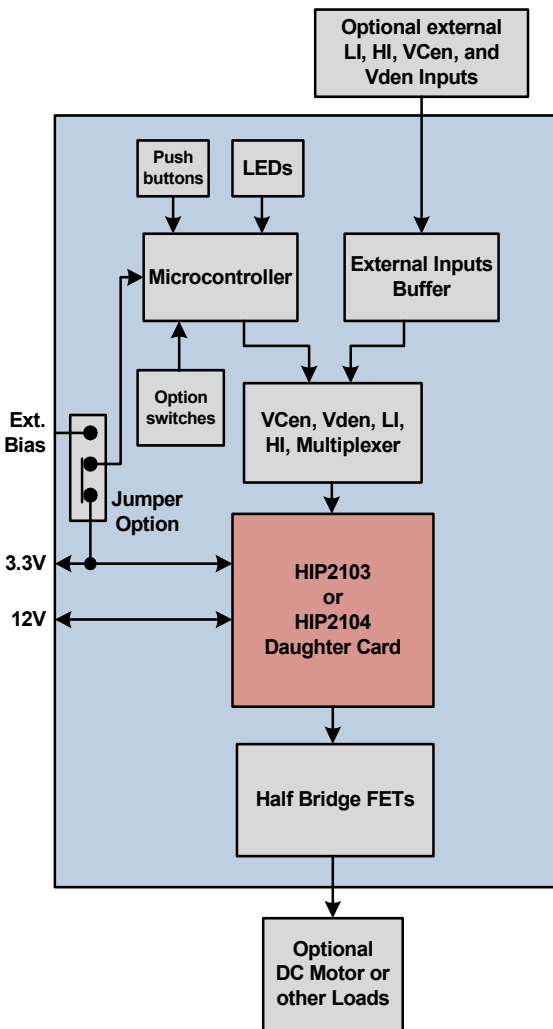 Optional external
LI, HI, VCen, and
Vden Inputs
Push
buttons
LEDs
Microcontroller
External Inputs
Buffer
Option
switches
VCen, Vden, LI,
HI, Multiplexer
Ext.
Bias
Jumper
Option
3.3V
12V
HIP2103
or
HIP2104
Daughter Card
Half Bridge FETs
Optional
DC Motor or
other Loads